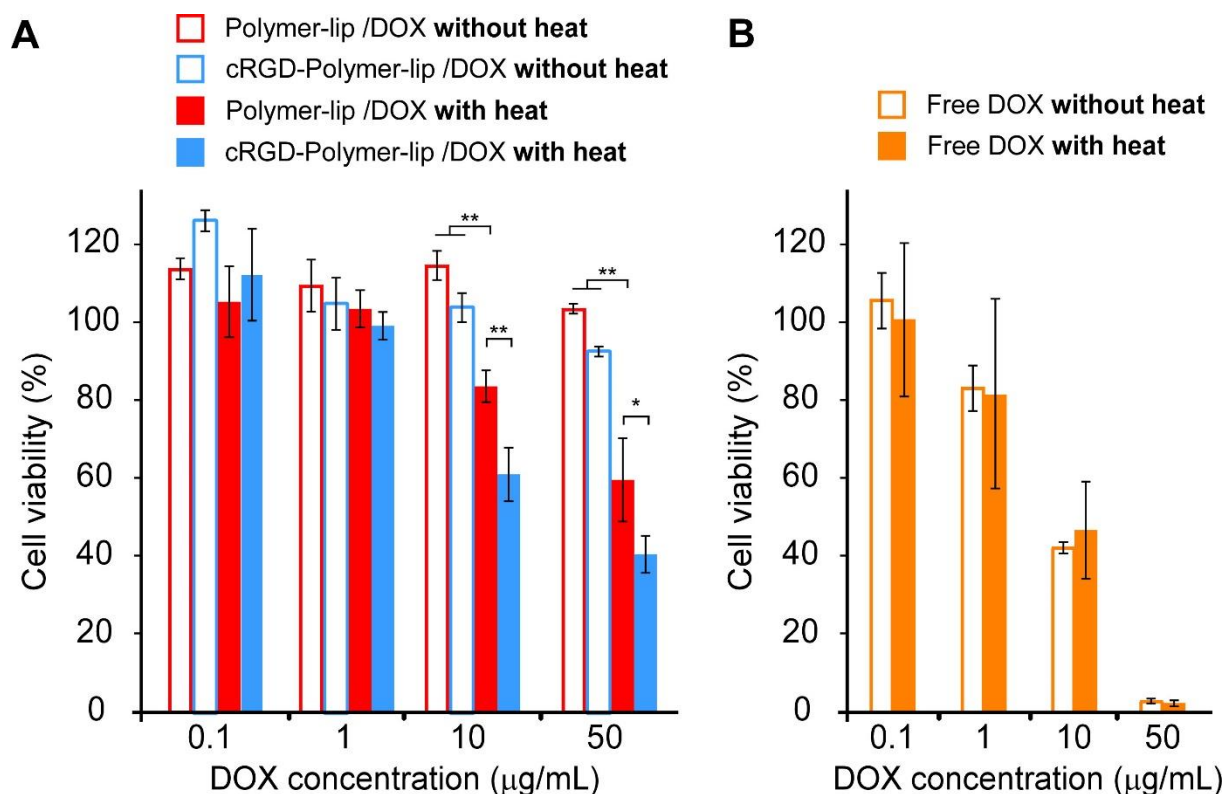 A
Polymer-lip /DOX without heat
cRGD-Polymer-lip /DOX without heat
Polymer-lip /DOX with heat
cRGD-Polymer-lip /DOX with heat
Cell viability (%)
120
100
80
60
40
20
0
**
**
**
*
0.1 1 10 50
DOX concentration (μg/mL)
B
Free DOX without heat
Free DOX with heat
Cell viability (%)
120
100
80
60
40
20
0
0.1 1 10 50
DOX concentration (μg/mL)